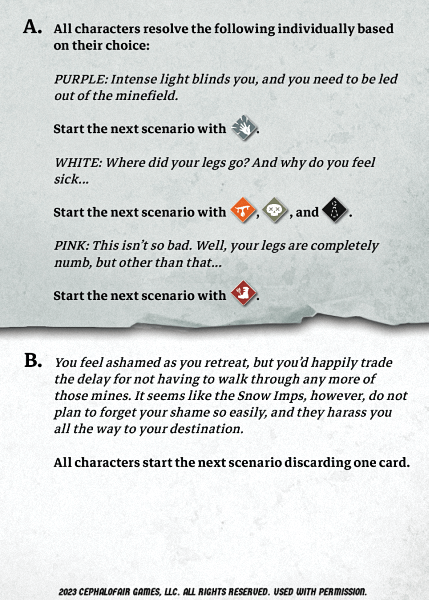 A. All characters resolve the following individually based
on their choice:
PURPLE: Intense light blinds you, and you need to be led
out of the minefield.
Start the next scenario with .
WHITE: Where did your legs go? And why do you feel
sick...
Start the next scenario with , , and .
PINK: This isn't so bad. Well, your legs are completely
numb, but other than that...
Start the next scenario with .
B. You feel ashamed as you retreat, but you'd happily trade
the delay for not having to walk through any more of
those mines. It seems like the Snow Imps, however, do not
plan to forget your shame so easily, and they harass you
all the way to your destination.
All characters start the next scenario discarding one card.
2023 CEPHALOFAIR GAMES, LLC. ALL RIGHTS RESERVED. USED WITH PERMISSION.